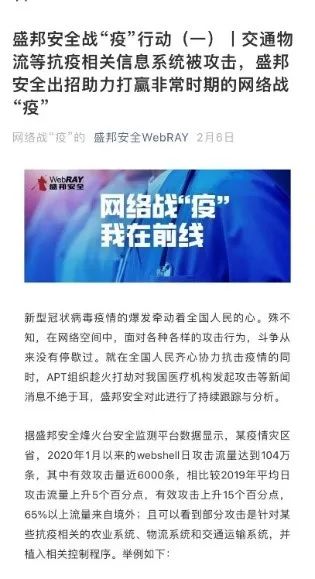 盛邦安全战“疫”行动（一）丨交通物
流等抗疫相关信息系统被攻击，盛邦
安全出招助力打赢非常时期的网络战
“疫”
网络战“疫”的 盛邦安全WebRAY 2月6日
WebRAY
盛邦安全
网络战“疫”
我在前线
新型冠状病毒疫情的爆发牵动着全国人民的心。殊不
知，在网络空间中，面对各种各样的攻击行为，斗争从
来没有停歇过。就在全国人民齐心协力抗击疫情的同
时，APT组织趁火打劫对我国医疗机构发起攻击等新闻
消息不绝于耳，盛邦安全对此进行了持续跟踪与分析。
据盛邦安全烽火台安全监测平台数据显示，某疫情灾区
省，2020年1月以来的webshell日攻击流量达到104万
条，其中有效攻击量近6000条，相比较2019年平均日
攻击流量上升5个百分点，有效攻击上升15个百分点，
65%以上流量来自境外；且可以看到部分攻击是针对某
些抗疫相关的农业系统、物流系统和交通运输系统，并
植入相关控制程序。举例如下：